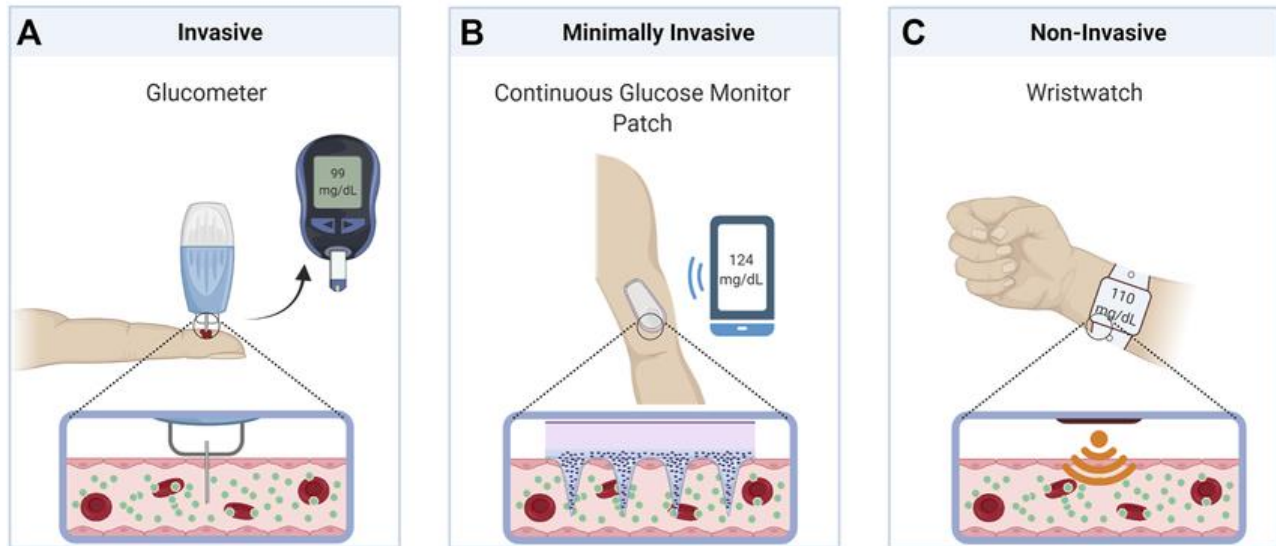 A
Invasive
Glucometer
99
mg/dL
B
Minimally Invasive
Continuous Glucose Monitor
Patch
124
mg/dL
C
Non-Invasive
Wristwatch
110
mg/dL